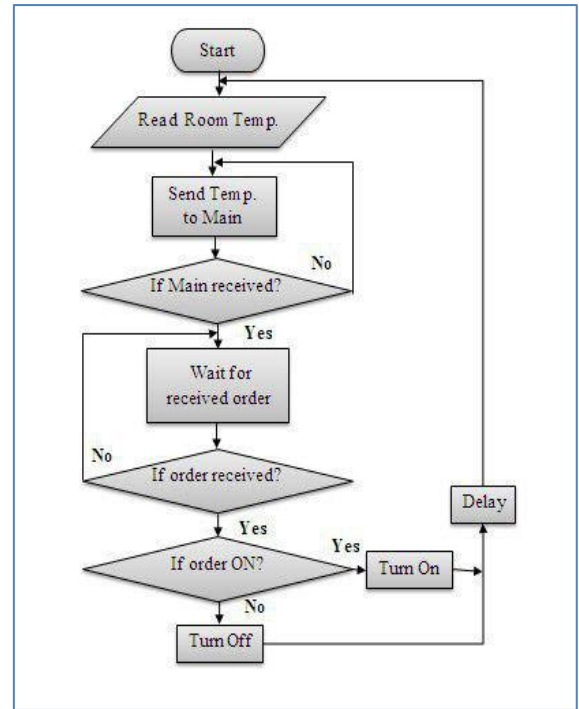 Start
Read Room Temp.
Send Temp.
to Main
No
If Main received?
Yes
Wait for
received order
No
If order received?
Delay
Yes
Yes
If order ON?
Turn On
No
Turn Off